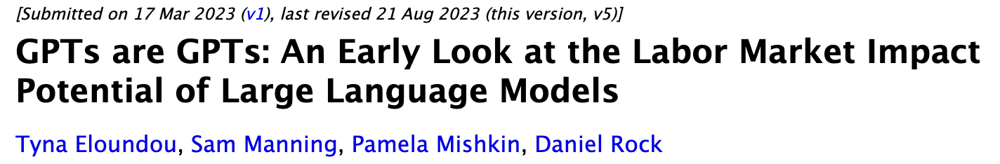 [Submitted on 17 Mar 2023 (v1), last revised 21 Aug 2023 (this version, v5)]
GPTs are GPTs: An Early Look at the Labor Market Impact
Potential of Large Language Models
Tyna Eloundou, Sam Manning, Pamela Mishkin, Daniel Rock